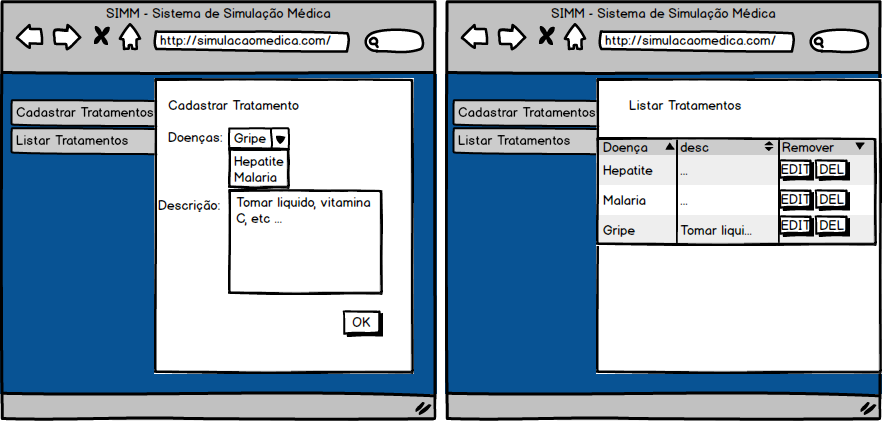 SIMM - Sistema de Simulação Médica
http://simulacaomedica.com/
Cadastrar Tratamentos
Listar Tratamentos
Cadastrar Tratamento
Doenças: Gripe
Hepatite
Malaria
Descrição: Tomar liquido, vitamina
C, etc ...
OK
SIMM - Sistema de Simulação Médica
http://simulacaomedica.com/
Cadastrar Tratamentos
Listar Tratamentos
Listar Tratamentos
Doença desc Remover
Hepatite ... EDIT DEL
Malaria ... EDIT DEL
Gripe Tomar liqui... EDIT DEL